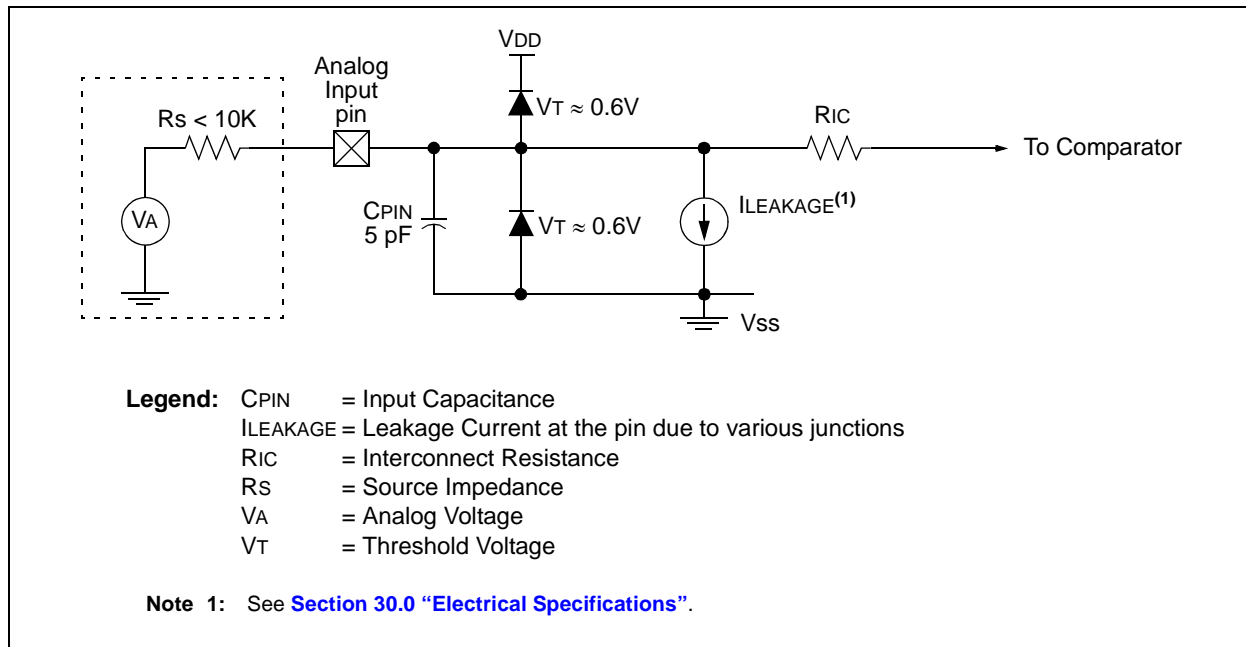 VDD
Analog
Input
pin
VT ≈ 0.6V
RIC
Rs < 10K
To Comparator
VA
CPIN
5 pF
VT ≈ 0.6V
ILEAKAGE(1)
Vss
Legend: CPIN = Input Capacitance
ILEAKAGE = Leakage Current at the pin due to various junctions
RIC = Interconnect Resistance
RS = Source Impedance
VA = Analog Voltage
VT = Threshold Voltage
Note 1: See Section 30.0 “Electrical Specifications”.